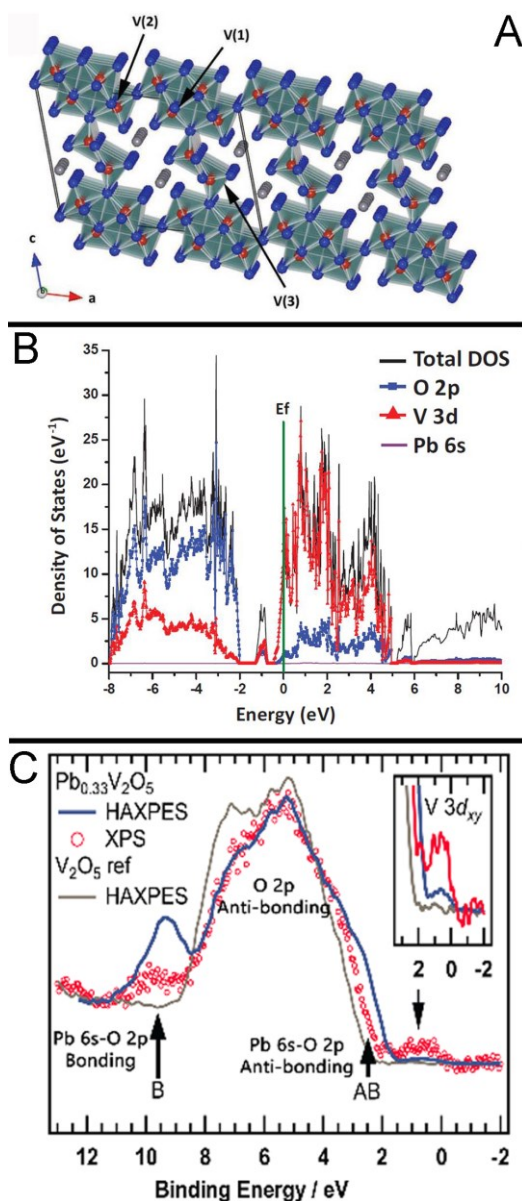 A
V(2)
V(1)
c
a
V(3)
B
35
30
25
20
15
10
5
0
Density of States (eV⁻¹)
Ef
Total DOS
O 2p
V 3d
Pb 6s
-8 -6 -4 -2 0 2 4 6 8 10
Energy (eV)
C
Pb0.33V2O5
HAXPES
XPS
V2O5 ref
HAXPES
V 3dxy
2 0 -2
O 2p
Anti-bonding
Pb 6s-O 2p
Bonding
B
Pb 6s-O 2p
Anti-bonding
AB
12 10 8 6 4 2 0 -2
Binding Energy / eV